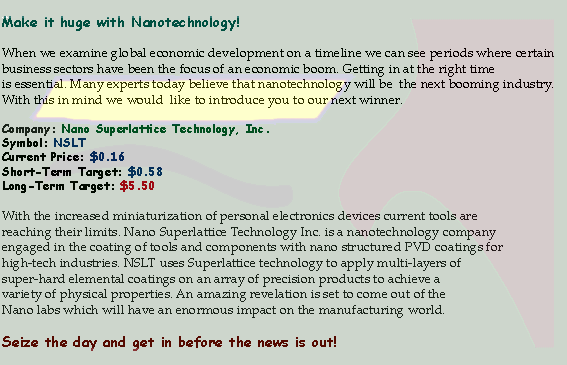 Make it huge with Nanotechnology!
When we examine global economic development on a timeline we can see periods where certain
business sectors have been the focus of an economic boom. Getting in at the right time
is essential. Many experts today believe that nanotechnology will be the next booming industry.
With this in mind we would like to introduce you to our next winner.
Company: Nano Superlattice Technology, Inc.
Symbol: NSLT
Current Price: $0.16
Short-Term Target: $0.58
Long-Term Target: $5.50
With the increased miniaturization of personal electronics devices current tools are
reaching their limits. Nano Superlattice Technology Inc. is a nanotechnology company
engaged in the coating of tools and components with nano structured PVD coatings for
high-tech industries. NSLT uses Superlattice technology to apply multi-layers of
super-hard elemental coatings on an array of precision products to achieve a
variety of physical properties. An amazing revelation is set to come out of the
Nano labs which will have an enormous impact on the manufacturing world.
Seize the day and get in before the news is out!